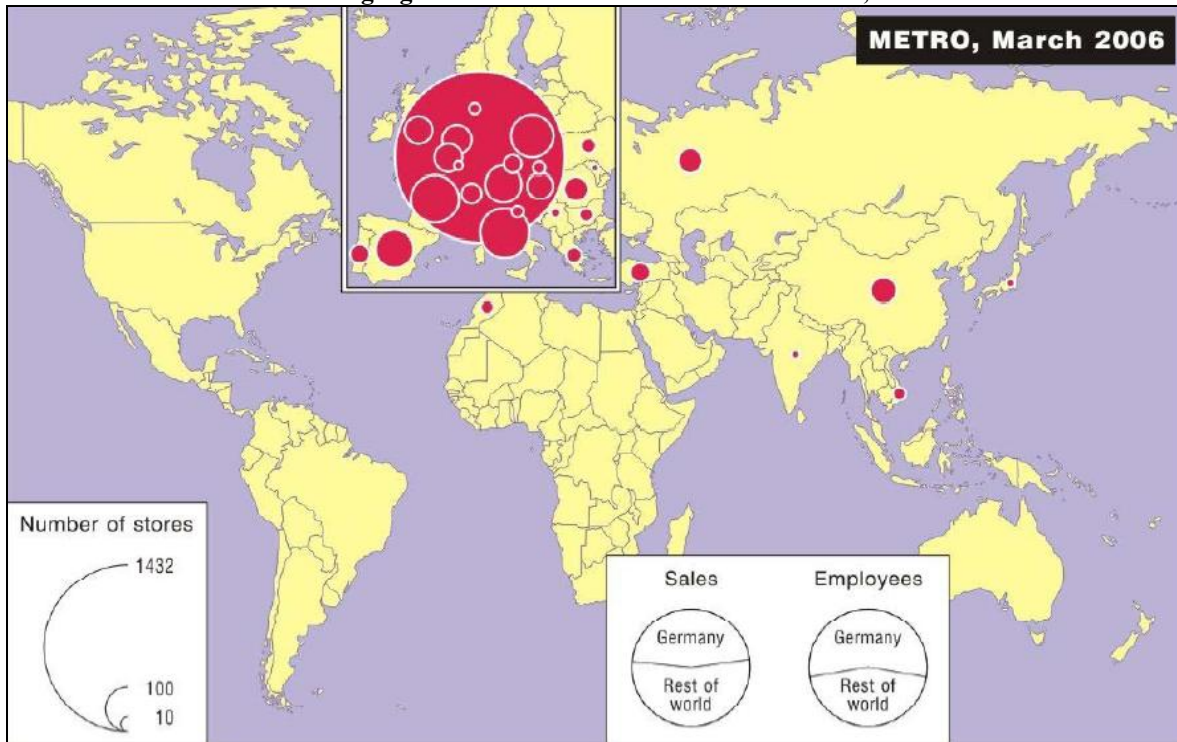 METRO, March 2006
Number of stores
1432
100
10
Sales
Employees
Germany
Germany
Rest of
world
Rest of
world